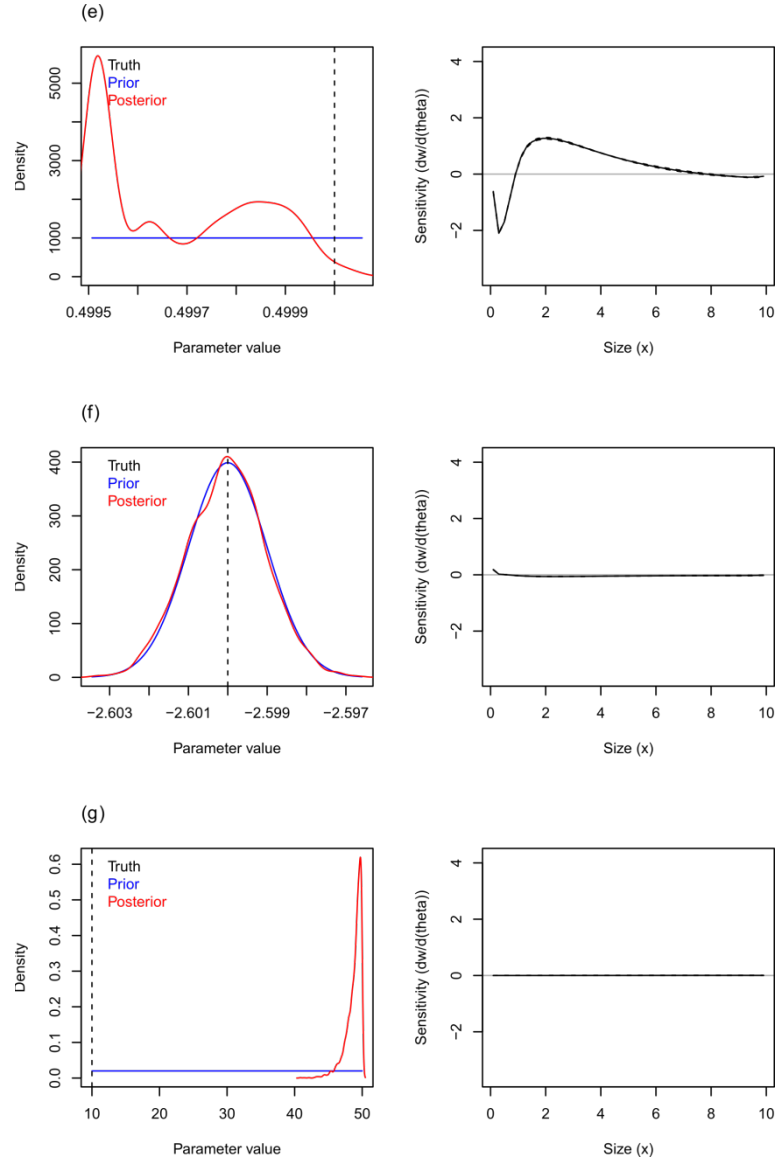 (e)
Truth
Prior
Posterior
Density
0
1000
3000
5000
0.4995
0.4997
0.4999
Parameter value
Sensitivity (dw/d(theta))
−2
0
2
4
0 2 4 6 8 10
Size (x)
(f)
Truth
Prior
Posterior
Density
0
100
200
300
400
−2.603
−2.601
−2.599
−2.597
Parameter value
Sensitivity (dw/d(theta))
−2
0
2
4
0 2 4 6 8 10
Size (x)
(g)
Truth
Prior
Posterior
Density
0.0
0.1
0.2
0.3
0.4
0.5
0.6
10 20 30 40 50
Parameter value
Sensitivity (dw/d(theta))
−2
0
2
4
0 2 4 6 8 10
Size (x)